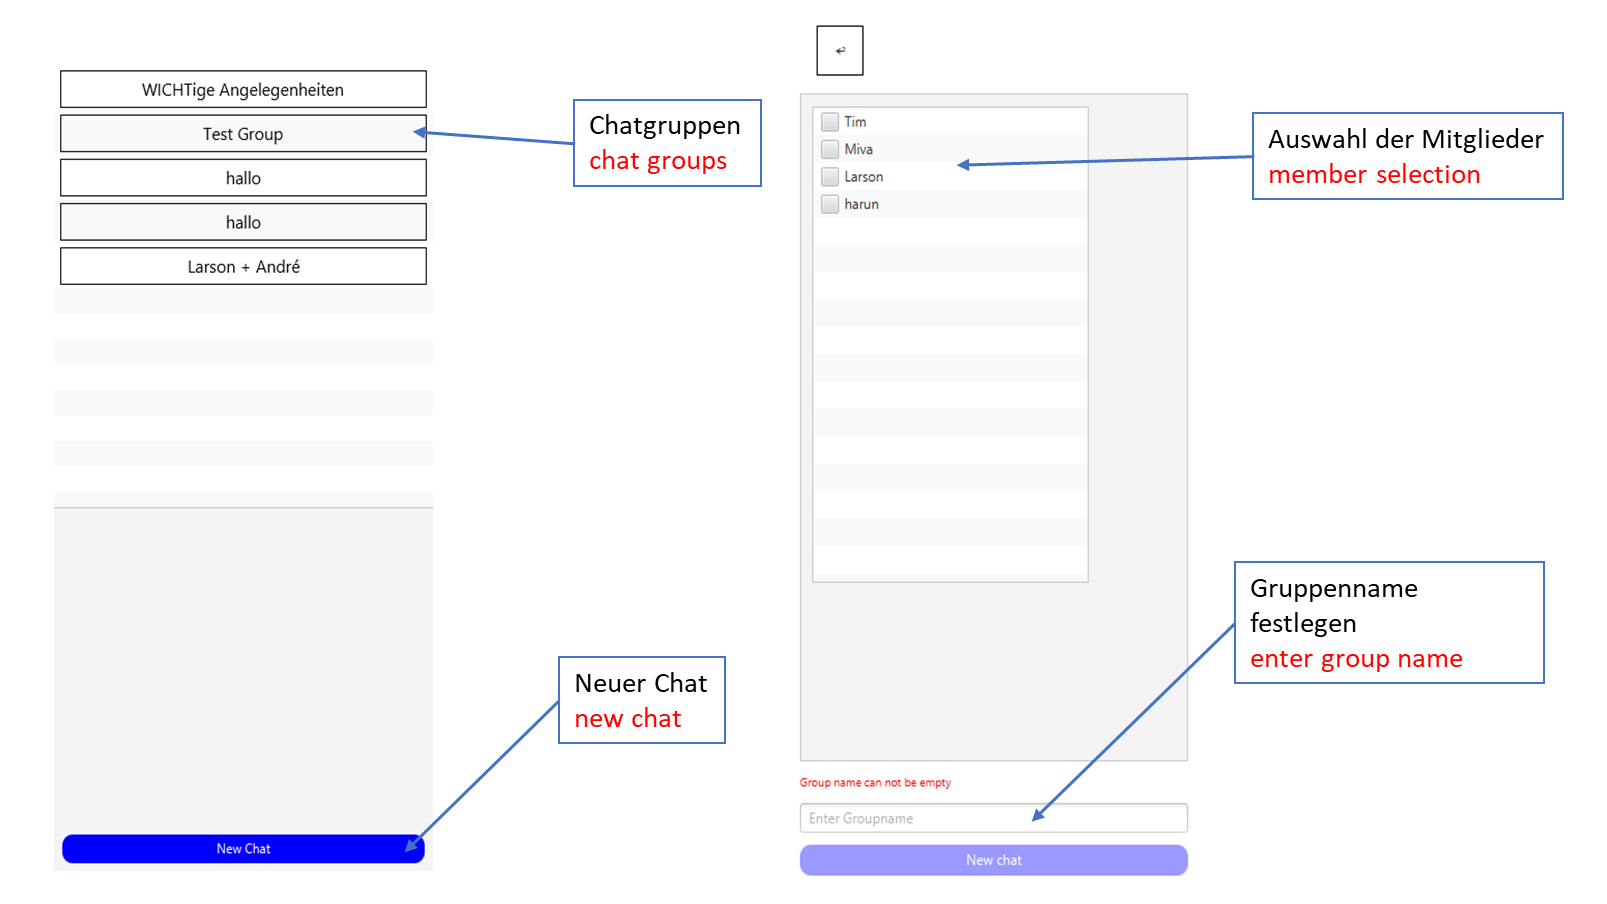 WICHTige Angelegenheiten
Test Group
hallo
hallo
Larson + André
New Chat
Chatgruppen
chat groups
Neuer Chat
new chat
Tim
Miva
Larson
harun
Group name can not be empty
Enter Groupname
New chat
Auswahl der Mitglieder
member selection
Gruppenname
festlegen
enter group name